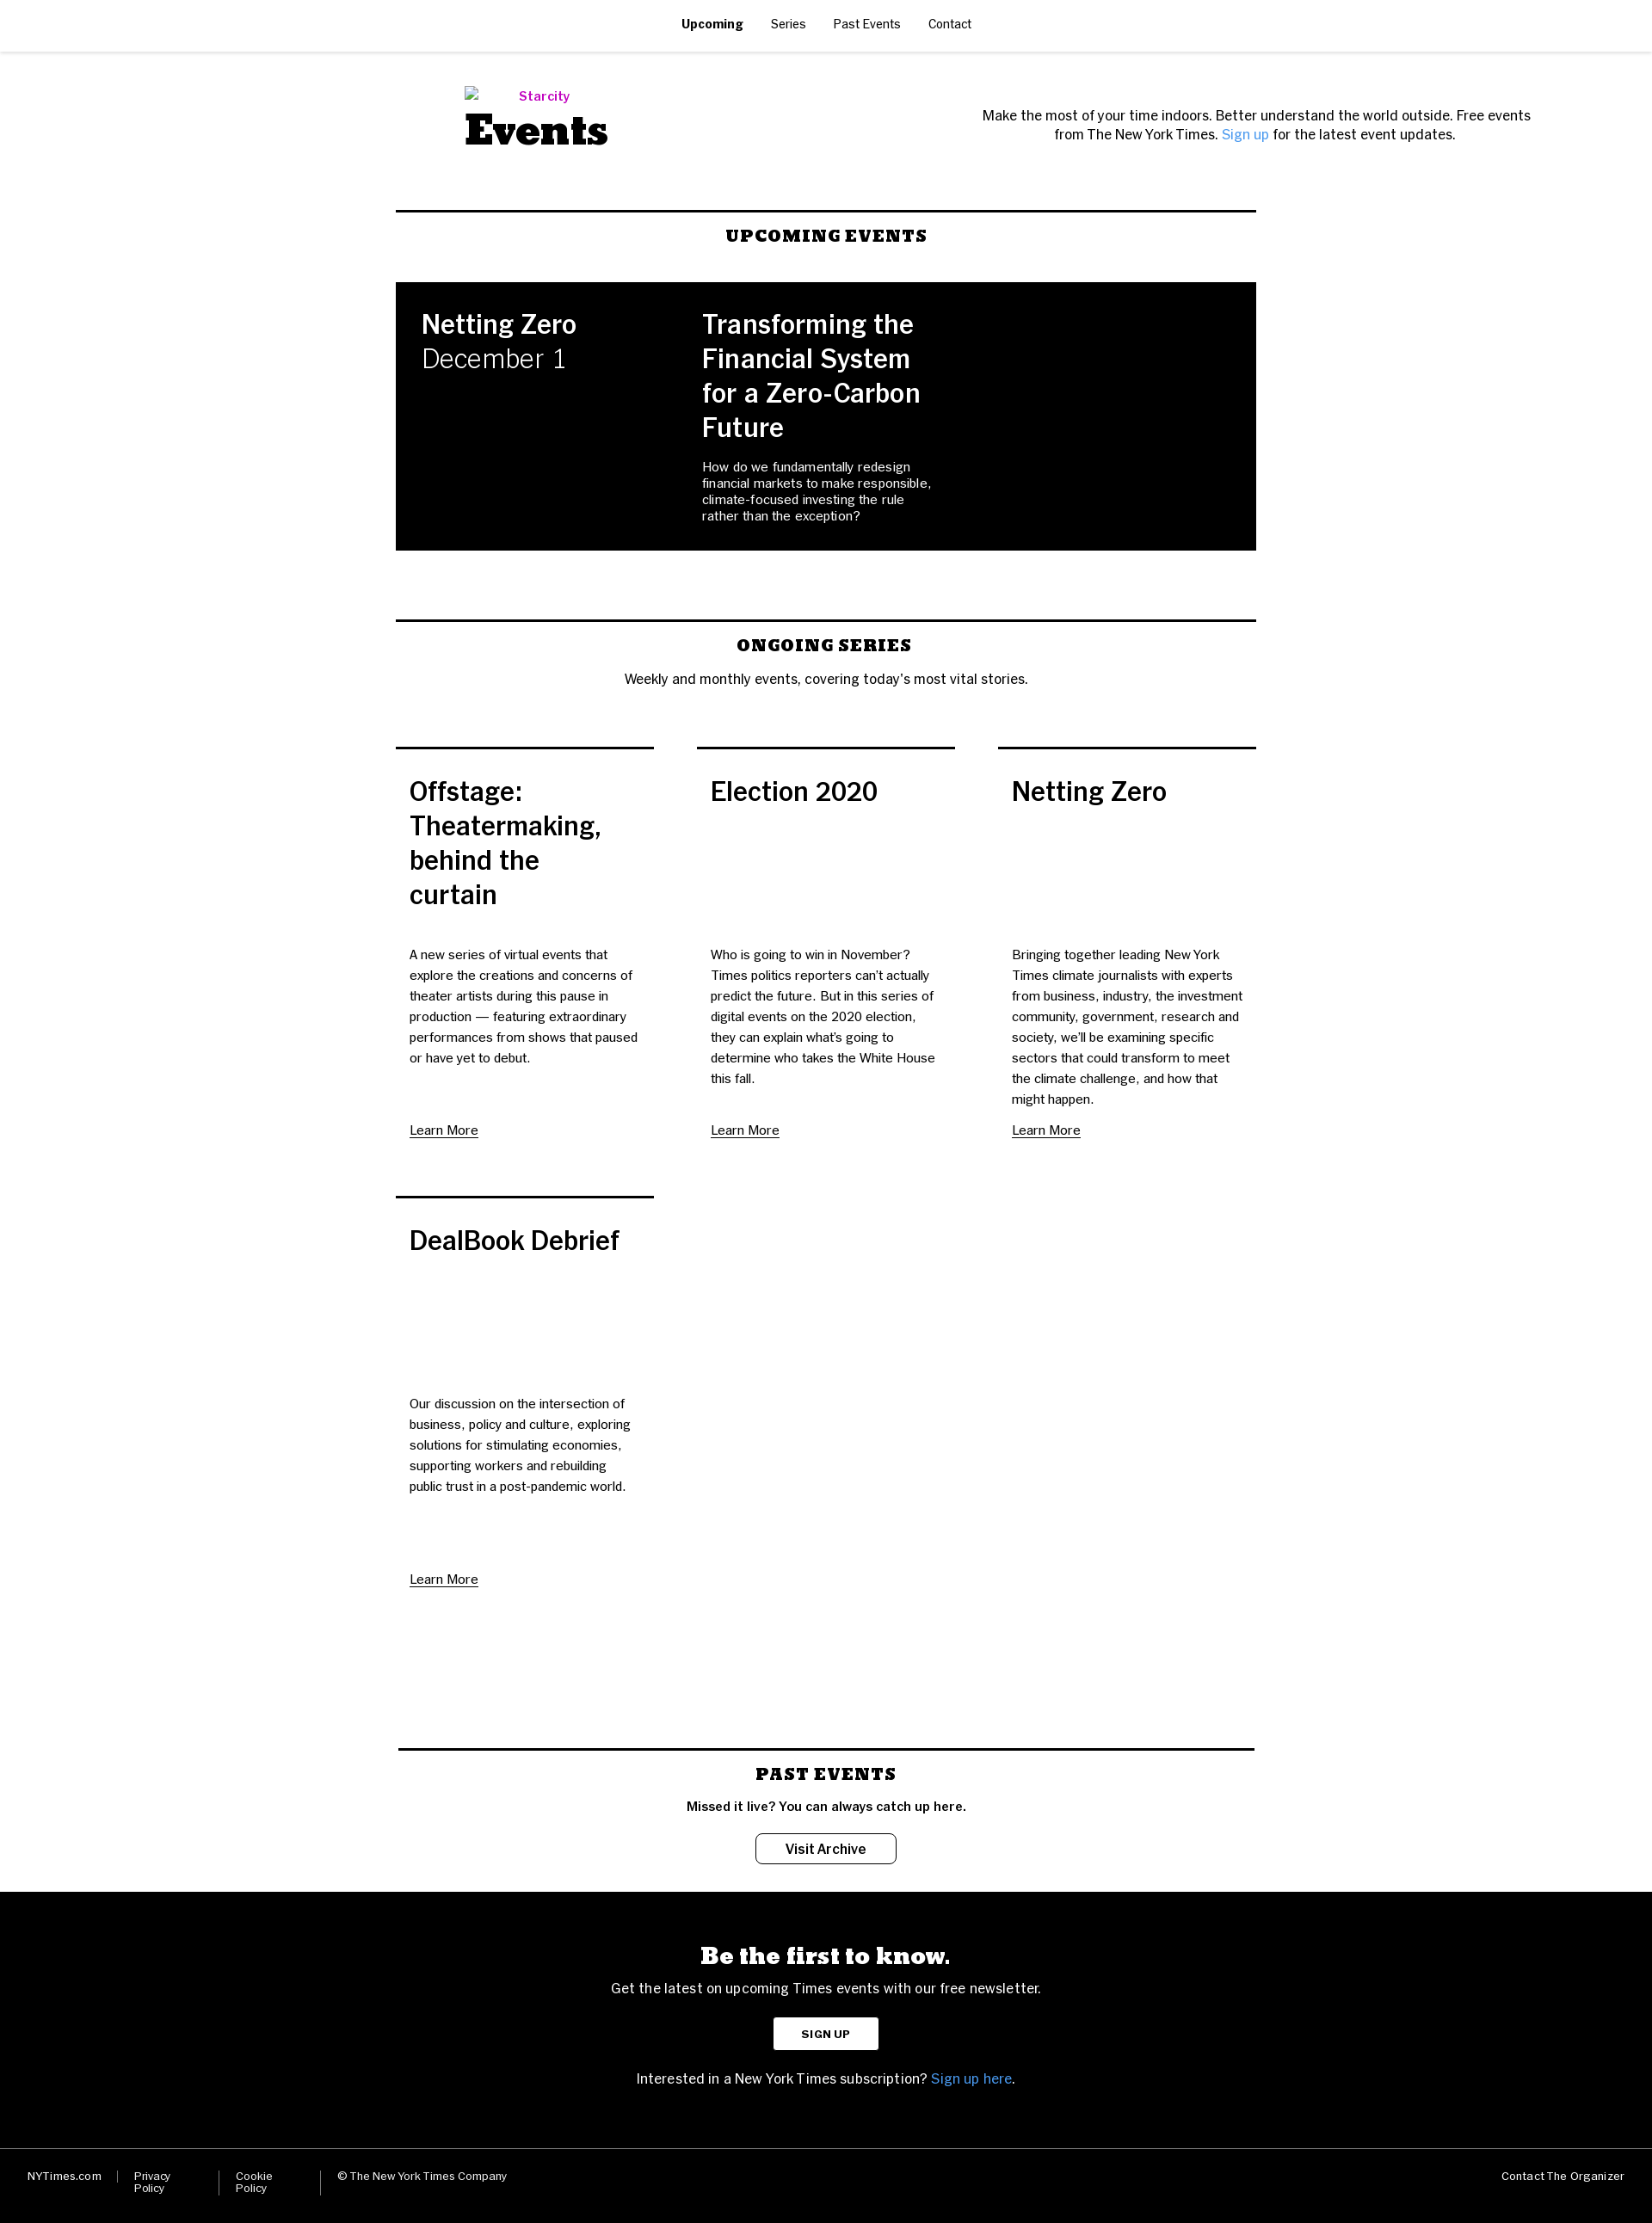 Upcoming Series Past Events Contact
Starcity
Events
Make the most of your time indoors. Better understand the world outside. Free events
from The New York Times. Sign up for the latest event updates.
UPCOMING EVENTS
Netting Zero
December 1
Transforming the
Financial System
for a Zero-Carbon
Future
How do we fundamentally redesign
financial markets to make responsible,
climate-focused investing the rule
rather than the exception?
ONGOING SERIES
Weekly and monthly events, covering today's most vital stories.
Offstage:
Theatermaking,
behind the
curtain
A new series of virtual events that
explore the creations and concerns of
theater artists during this pause in
production — featuring extraordinary
performances from shows that paused
or have yet to debut.
Learn More
Election 2020
Who is going to win in November?
Times politics reporters can't actually
predict the future. But in this series of
digital events on the 2020 election,
they can explain what's going to
determine who takes the White House
this fall.
Learn More
Netting Zero
Bringing together leading New York
Times climate journalists with experts
from business, industry, the investment
community, government, research and
society, we'll be examining specific
sectors that could transform to meet
the climate challenge, and how that
might happen.
Learn More
DealBook Debrief
Our discussion on the intersection of
business, policy and culture, exploring
solutions for stimulating economies,
supporting workers and rebuilding
public trust in a post-pandemic world.
Learn More
PAST EVENTS
Missed it live? You can always catch up here.
Visit Archive
Be the first to know.
Get the latest on upcoming Times events with our free newsletter.
SIGN UP
Interested in a New York Times subscription? Sign up here.
NYTimes.com
Privacy
Policy
Cookie
Policy
© The New York Times Company
Contact The Organizer